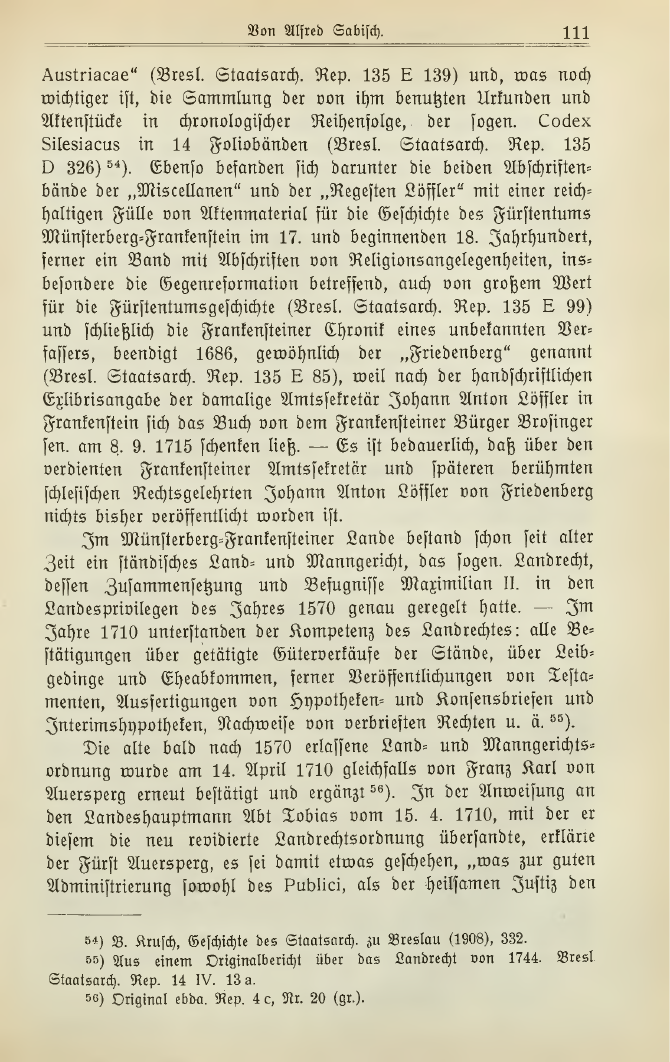 Von Alfred Sabisch. 111
Austriacae“ (Bresl. Staatsarch. Rep. 135 E 139) und, was noch
wichtiger ist, die Sammlung der von ihm benutzten Urkunden und
Aktenstücke in chronologischer Reihenfolge, der sogen. Codex
Silesiacus in 14 Foliobänden (Bresl. Staatsarch. Rep. 135
D 326) ⁵⁴). Ebenso befanden sich darunter die beiden Abschriften-
bände der „Miscellanen“ und der „Regesten Löffler“ mit einer reich-
haltigen Fülle von Aktenmaterial für die Geschichte des Fürstentums
Münsterberg-Frankenstein im 17. und beginnenden 18. Jahrhundert,
ferner ein Band mit Abschriften von Religionsangelegenheiten, ins-
besondere die Gegenreformation betreffend, auch von großem Wert
für die Fürstentumsgeschichte (Bresl. Staatsarch. Rep. 135 E 99)
und schließlich die Frankensteiner Chronik eines unbekannten Ver-
fassers, beendigt 1686, gewöhnlich der „Friedenberg“ genannt
(Bresl. Staatsarch. Rep. 135 E 85), weil nach der handschriftlichen
Exlibrisangabe der damalige Amtssekretär Johann Anton Löffler in
Frankenstein sich das Buch von dem Frankensteiner Bürger Brosinger
sen. am 8. 9. 1715 schenken ließ. — Es ist bedauerlich, daß über den
verdienten Frankensteiner Amtssekretär und späteren berühmten
schlesischen Rechtsgelehrten Johann Anton Löffler von Friedenberg
nichts bisher veröffentlicht worden ist.
Im Münsterberg-Frankensteiner Lande bestand schon seit alter
Zeit ein ständisches Land- und Manngericht, das sogen. Landrecht,
dessen Zusammensetzung und Befugnisse Maximilian II. in den
Landesprivilegen des Jahres 1570 genau geregelt hatte. — Im
Jahre 1710 unterstanden der Kompetenz des Landrechtes: alle Be-
stätigungen über getätigte Güterverkäufe der Stände, über Leib-
gedinge und Eheabkommen, ferner Veröffentlichungen von Testa-
menten, Ausfertigungen von Hypotheken- und Konsensbriefen und
Interimshypotheken, Nachweise von verbrieften Rechten u. ä. ⁵⁵).
Die alte bald nach 1570 erlassene Land- und Manngerichts-
ordnung wurde am 14. April 1710 gleichfalls von Franz Karl von
Auersperg erneut bestätigt und ergänzt ⁵⁶). In der Anweisung an
den Landeshauptmann Abt Tobias vom 15. 4. 1710, mit der er
diesem die neu revidierte Landrechtsordnung übersandte, erklärte
der Fürst Auersperg, es sei damit etwas geschehen, „was zur guten
Administrierung sowohl des Publici, als der heilsamen Justiz den
⁵⁴) B. Krusch, Geschichte des Staatsarch. zu Breslau (1908), 332.
⁵⁵) Aus einem Originalbericht über das Landrecht von 1744. Bresl
Staatsarch. Rep. 14 IV. 13 a.
⁵⁶) Original ebda. Rep. 4 c, Nr. 20 (gr.).